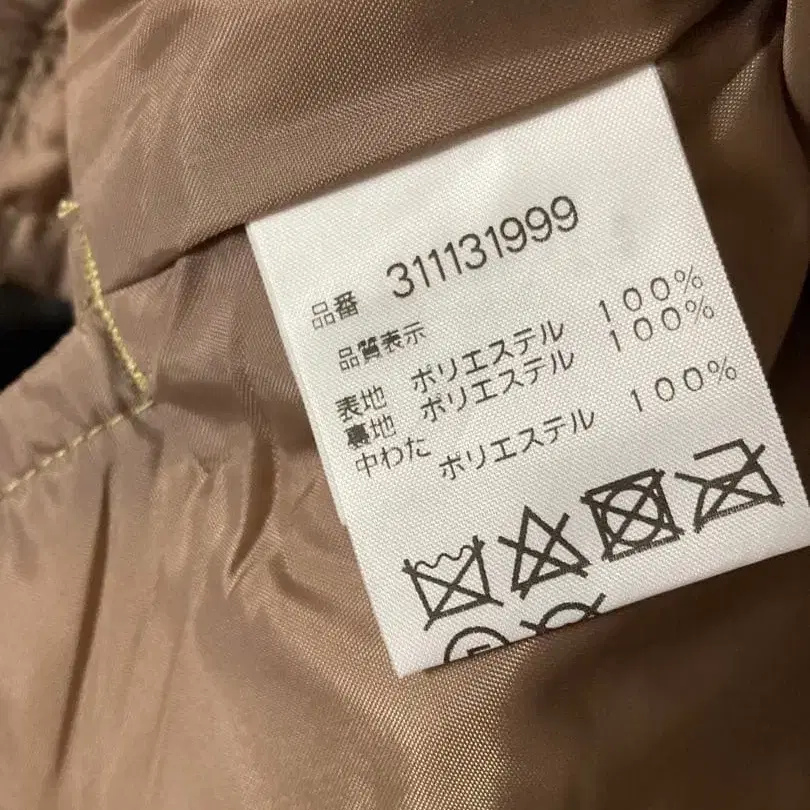 品番 311131999
品質表示
表地 ポリエステル 100%
裏地 ポリエステル 100%
中わた ポリエステル 100%